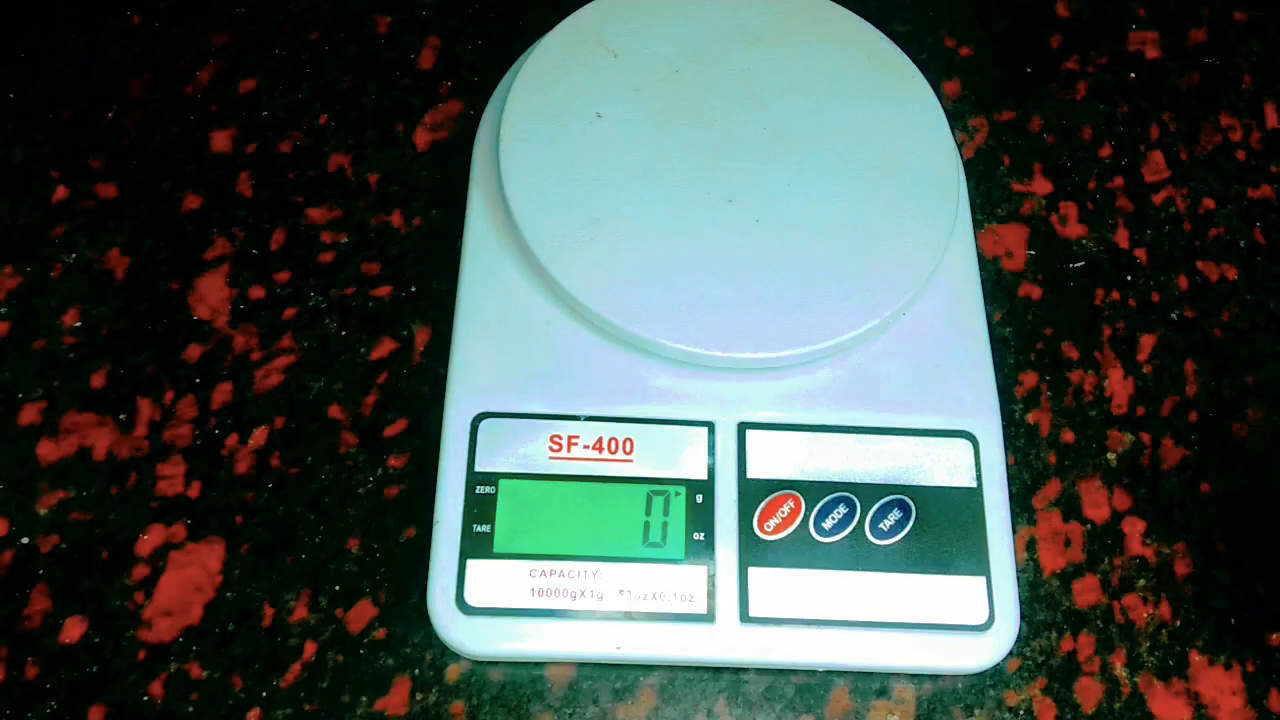 SF-400
ZERO
g
0
TARE
oz
CAPACITY:
10000gX1g
ON/OFF
MODE
TARE